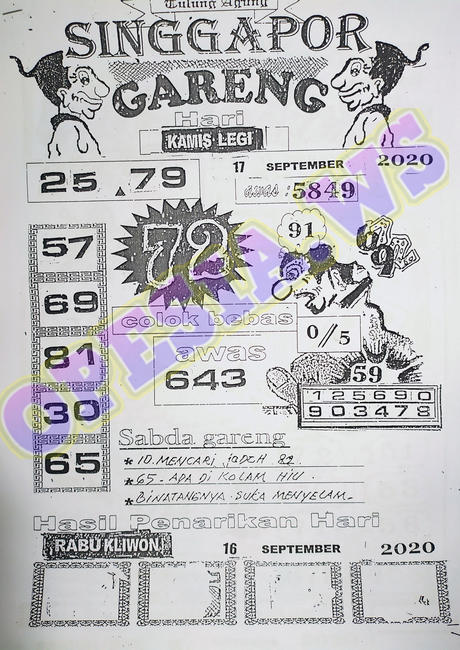 Tulung Agung
SINGGAPOR
GARENG
Hari
KAMIS LEGI
25 79
17 SEPTEMBER 2020
awas : 5849
57
72
91
69
colok bebas
0/5
81
awas
643
59
30
125690
903478
65
Sabda gareng
* 10. MENCARI JODOH 82
* 65. APA DI KOLAM HIU
* BINATANGNYA SUKA MENYELAM
Hasil Penarikan Hari
RABU KLIWON 16 SEPTEMBER 2020